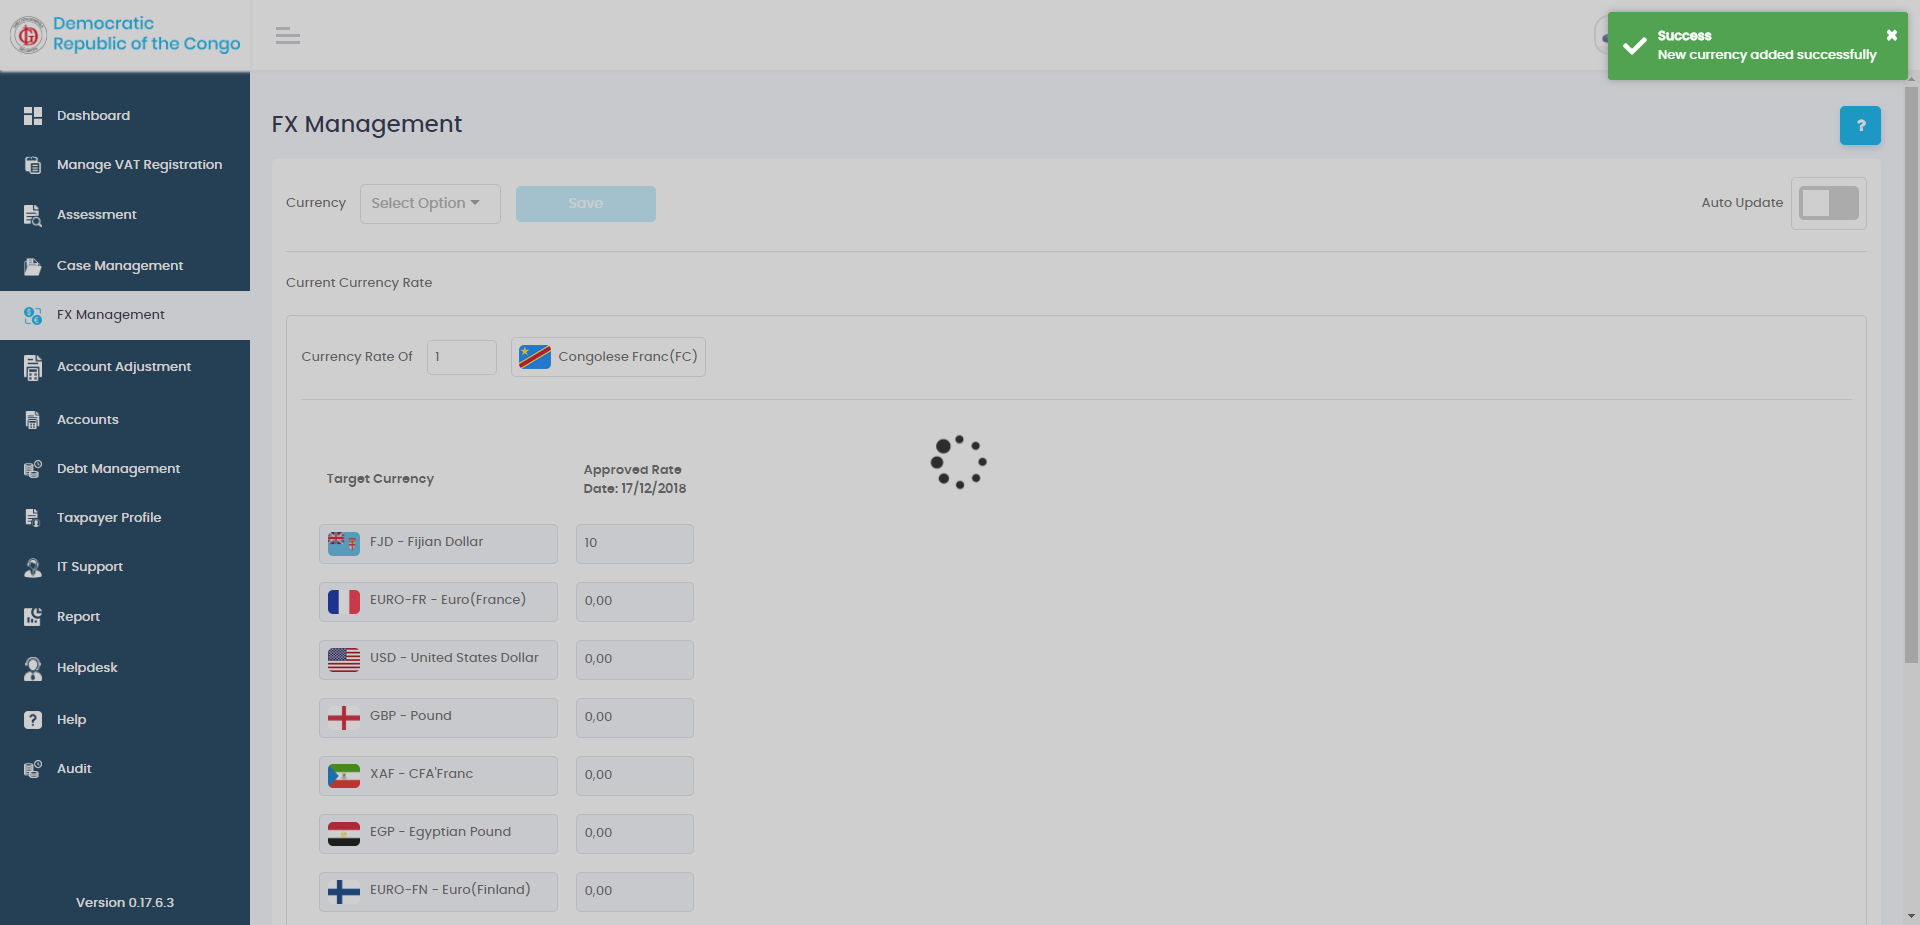 Democratic
Republic of the Congo
Success
New currency added successfully
Dashboard
Manage VAT Registration
Assessment
Case Management
FX Management
Account Adjustment
Accounts
Debt Management
Taxpayer Profile
IT Support
Report
Helpdesk
Help
Audit
Version 0.17.6.3
FX Management
?
Currency
Select Option
Save
Auto Update
Current Currency Rate
Currency Rate Of
1
Congolese Franc(FC)
Target Currency
Approved Rate
Date: 17/12/2018
FJD - Fijian Dollar
10
EURO-FR - Euro(France)
0,00
USD - United States Dollar
0,00
GBP - Pound
0,00
XAF - CFA'Franc
0,00
EGP - Egyptian Pound
0,00
EURO-FN - Euro(Finland)
0,00